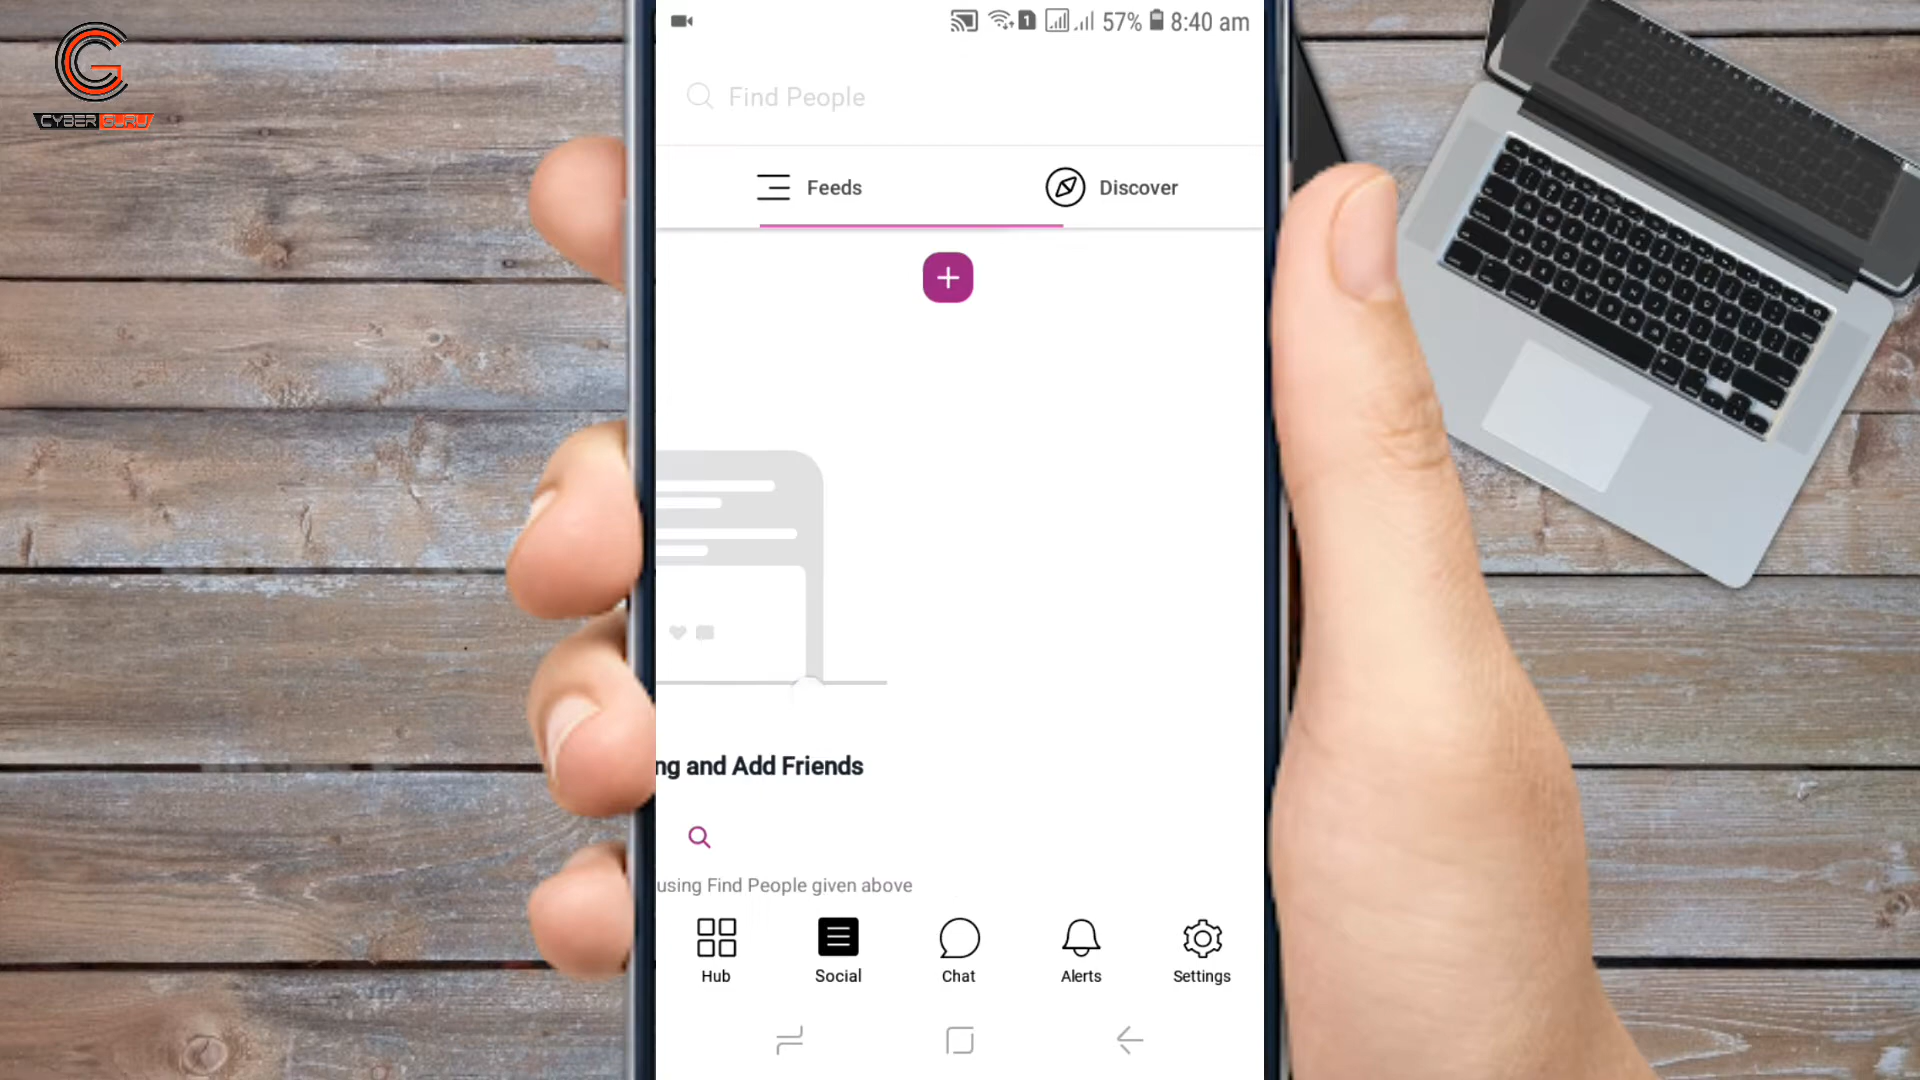 CYBER GURU
1 57% 8:40 am
Find People
Feeds
Discover
ng and Add Friends
using Find People given above
Hub
Social
Chat
Alerts
Settings